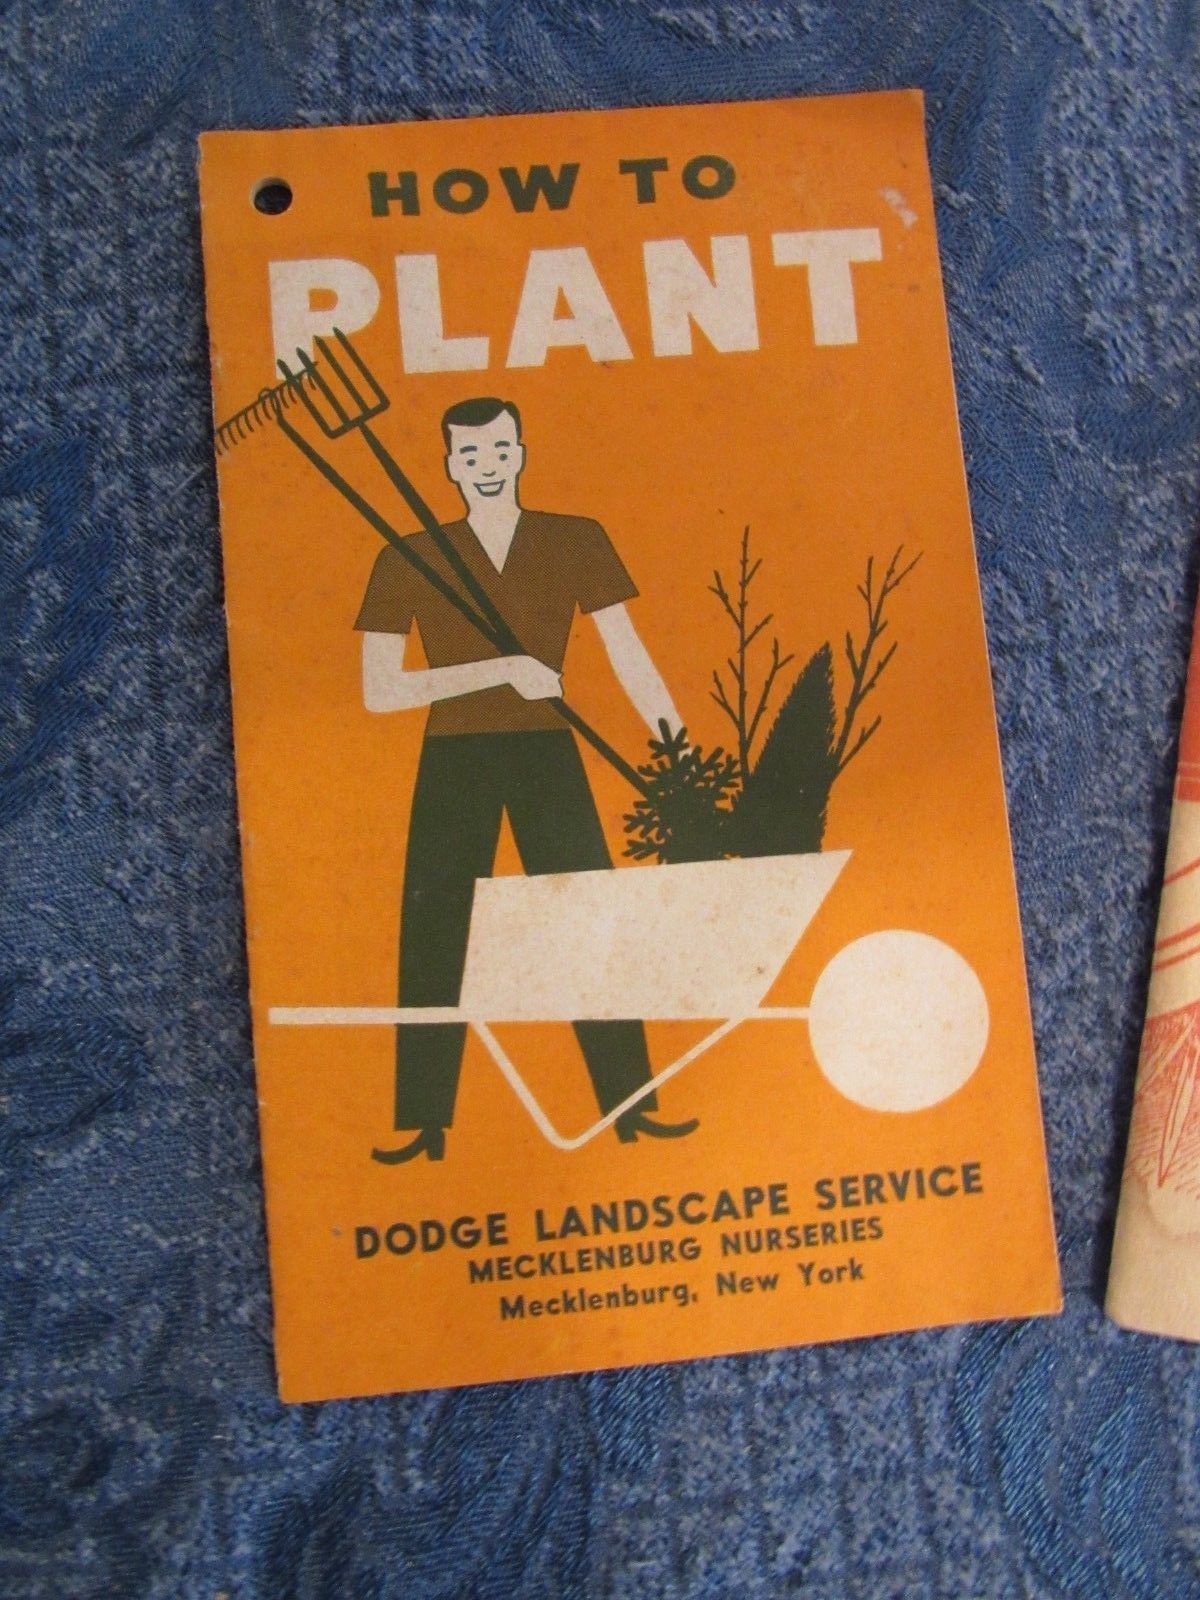 HOW TO
PLANT
DODGE LANDSCAPE SERVICE
MECKLENBURG NURSERIES
Mecklenburg, New York